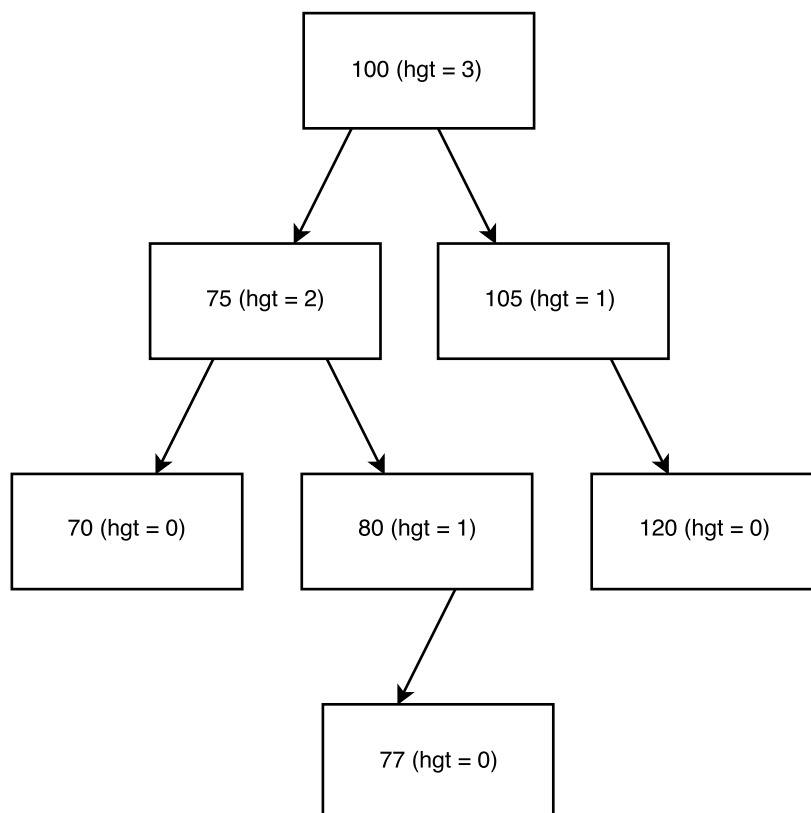 100 (hgt = 3)
75 (hgt = 2)
105 (hgt = 1)
70 (hgt = 0)
80 (hgt = 1)
120 (hgt = 0)
77 (hgt = 0)